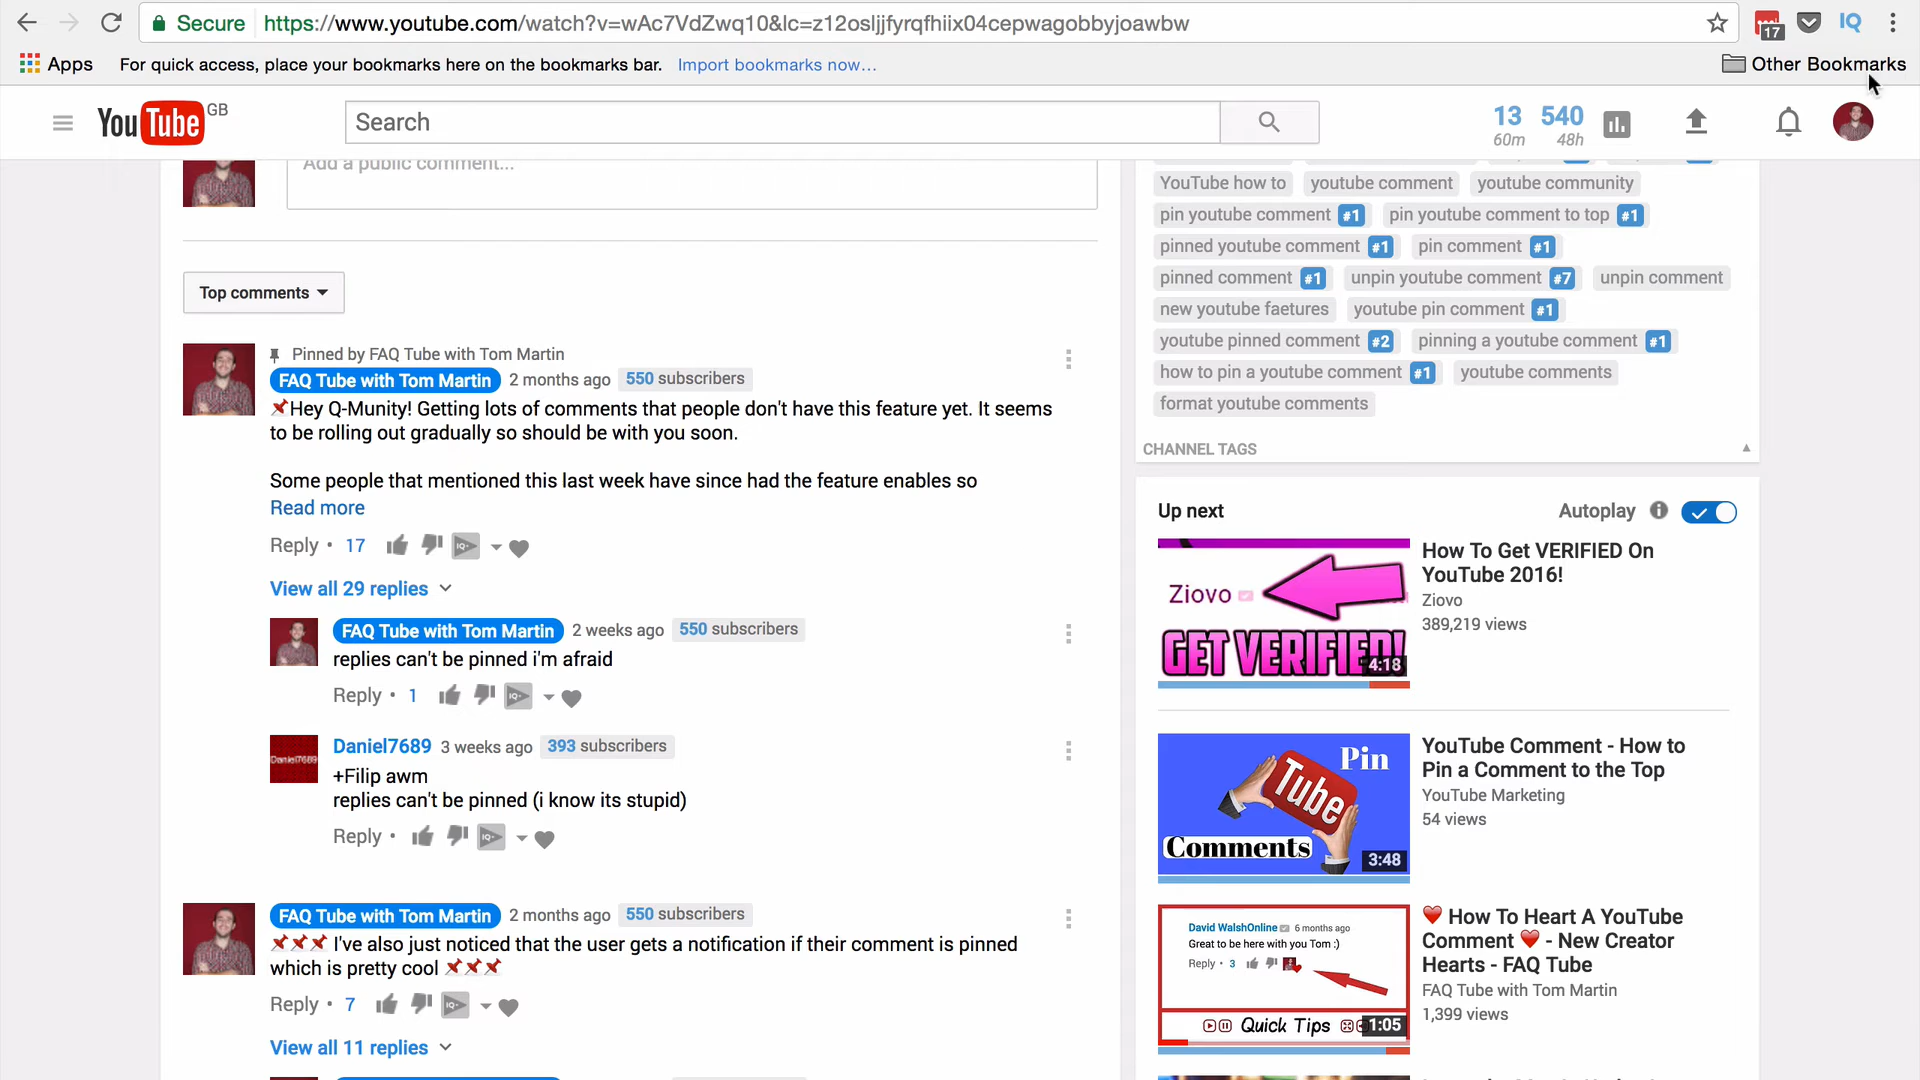 Secure https://www.youtube.com/watch?v=wAc7VdZwq10&lc=z12osljjfyrqfhiix04cepwagobbyjoawbw
17
IQ
Apps For quick access, place your bookmarks here on the bookmarks bar. Import bookmarks now...
Other Bookmarks
YouTube GB
Search
13 540
60m 48h
Add a public comment...
YouTube how to youtube comment youtube community
pin youtube comment #1 pin youtube comment to top #1
pinned youtube comment #1 pin comment #1
pinned comment #1 unpin youtube comment #7 unpin comment
new youtube faetures youtube pin comment #1
youtube pinned comment #2 pinning a youtube comment #1
how to pin a youtube comment #1 youtube comments
format youtube comments
CHANNEL TAGS
Top comments
Pinned by FAQ Tube with Tom Martin
FAQ Tube with Tom Martin 2 months ago 550 subscribers
Hey Q-Munity! Getting lots of comments that people don't have this feature yet. It seems
to be rolling out gradually so should be with you soon.
Some people that mentioned this last week have since had the feature enables so
Read more
Reply • 17 IQ
View all 29 replies
FAQ Tube with Tom Martin 2 weeks ago 550 subscribers
replies can't be pinned i'm afraid
Reply • 1 IQ
Daniel7689
Daniel7689 3 weeks ago 393 subscribers
+Filip awm
replies can't be pinned (i know its stupid)
Reply • IQ
FAQ Tube with Tom Martin 2 months ago 550 subscribers
I've also just noticed that the user gets a notification if their comment is pinned
which is pretty cool
Reply • 7 IQ
View all 11 replies
Up next
Autoplay
Ziovo
GET VERIFIED!
4:18
How To Get VERIFIED On
YouTube 2016!
Ziovo
389,219 views
Pin
Tube
Comments
3:48
YouTube Comment - How to
Pin a Comment to the Top
YouTube Marketing
54 views
David WalshOnline 6 months ago
Great to be here with you Tom :)
Reply • 3
Quick Tips
1:05
How To Heart A YouTube
Comment - New Creator
Hearts - FAQ Tube
FAQ Tube with Tom Martin
1,399 views